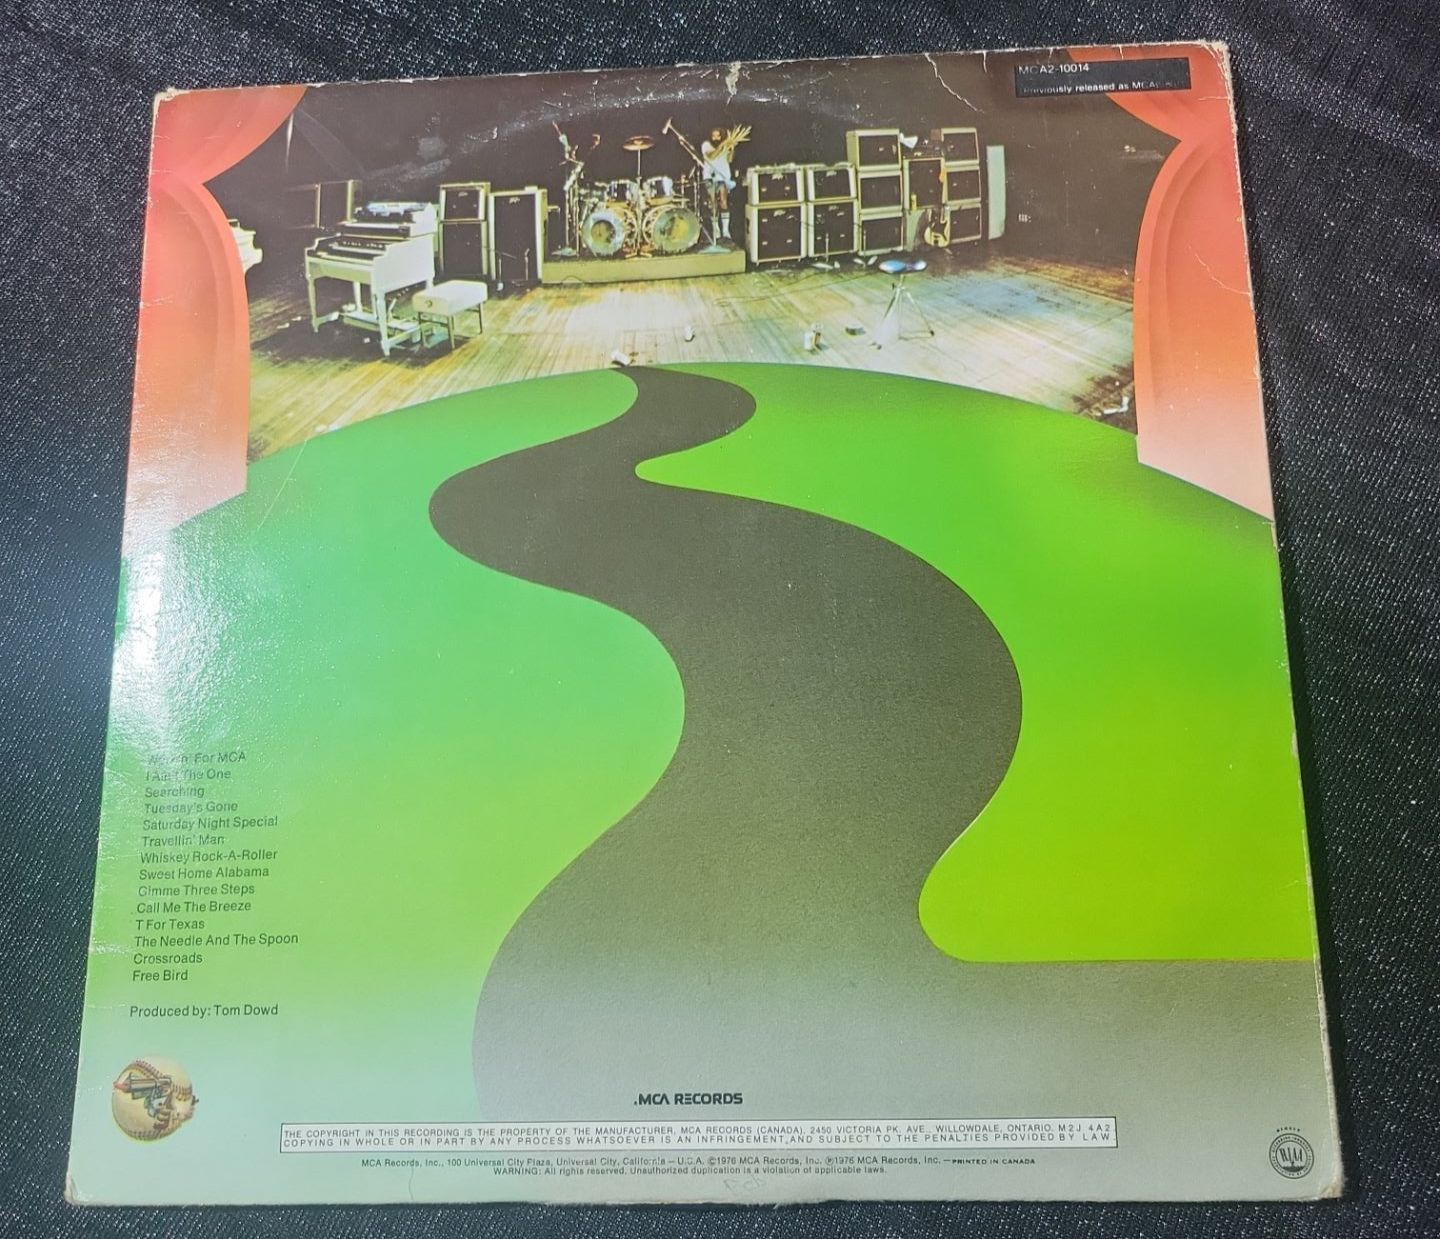 MCA2-10014
Previously released as MCA
Workin' For MCA
I Ain't The One
Searching
Tuesday's Gone
Saturday Night Special
Travellin' Man
Whiskey Rock-A-Roller
Sweet Home Alabama
Gimme Three Steps
Call Me The Breeze
T For Texas
The Needle And The Spoon
Crossroads
Free Bird
Produced by: Tom Dowd
.MCA RECORDS
THE COPYRIGHT IN THIS RECORDING IS THE PROPERTY OF THE MANUFACTURER, MCA RECORDS (CANADA), 2450 VICTORIA PK. AVE., WILLOWDALE, ONTARIO. M2J 4A2
COPYING IN WHOLE OR IN PART BY ANY PROCESS WHATSOEVER IS AN INFRINGEMENT, AND SUBJECT TO THE PENALTIES PROVIDED BY LAW.
MCA Records, Inc., 100 Universal City Plaza, Universal City, California – U.S.A. ©1976 MCA Records, Inc. ℗1976 MCA Records, Inc. — PRINTED IN CANADA
WARNING: All rights reserved. Unauthorized duplication is a violation of applicable laws.
RIAA